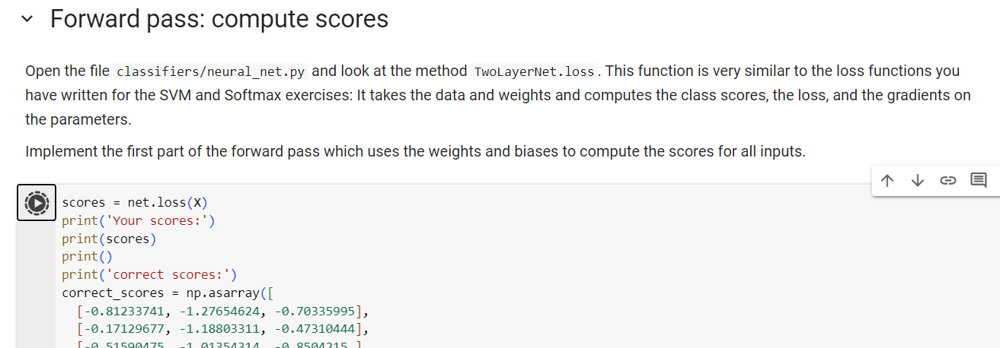 Forward pass: compute scores
Open the file classifiers/neural_net.py and look at the method TwoLayerNet.loss. This function is very similar to the loss functions you
have written for the SVM and Softmax exercises: It takes the data and weights and computes the class scores, the loss, and the gradients on
the parameters.
Implement the first part of the forward pass which uses the weights and biases to compute the scores for all inputs.
scores = net.loss(X)
print('Your scores:')
print(scores)
print()
print('correct scores:')
correct_scores = np.asarray([
[-0.81233741, -1.27654624, -0.70335995],
[-0.17129677, -1.18803311, -0.47310444],
[-0.51590475, -1.01354314, -0.8504215 ]